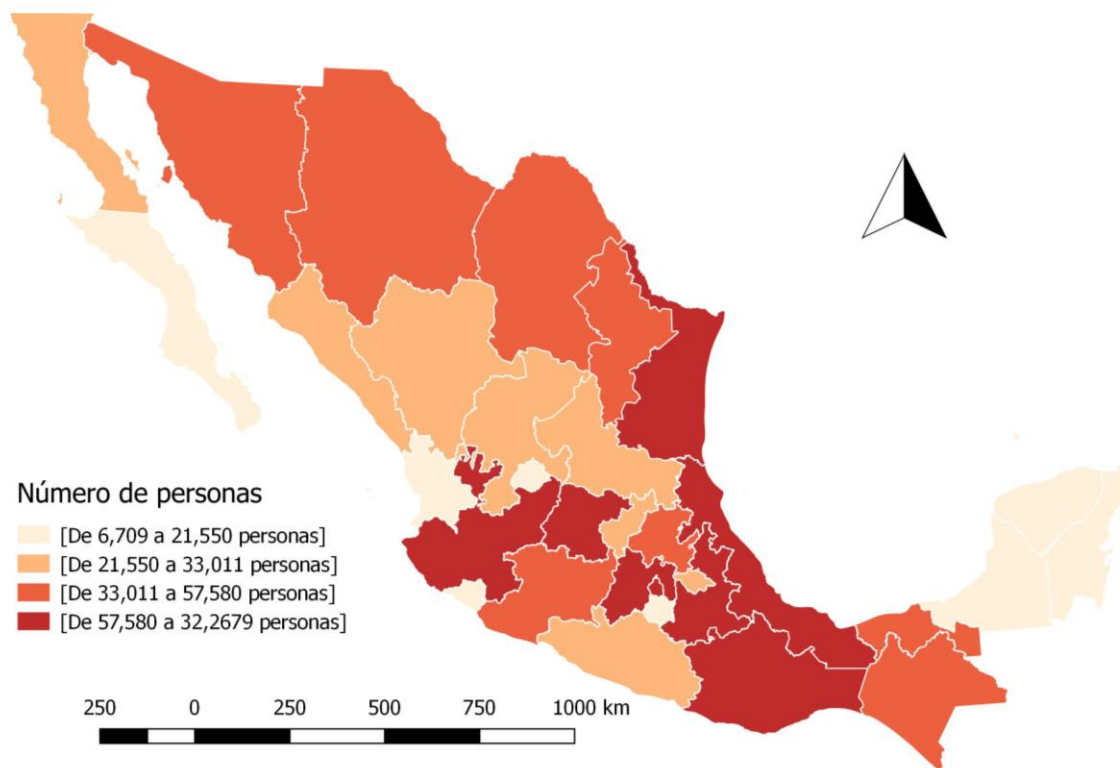 Número de personas
[De 6,709 a 21,550 personas]
[De 21,550 a 33,011 personas]
[De 33,011 a 57,580 personas]
[De 57,580 a 32,2679 personas]
250 0 250 500 750 1000 km